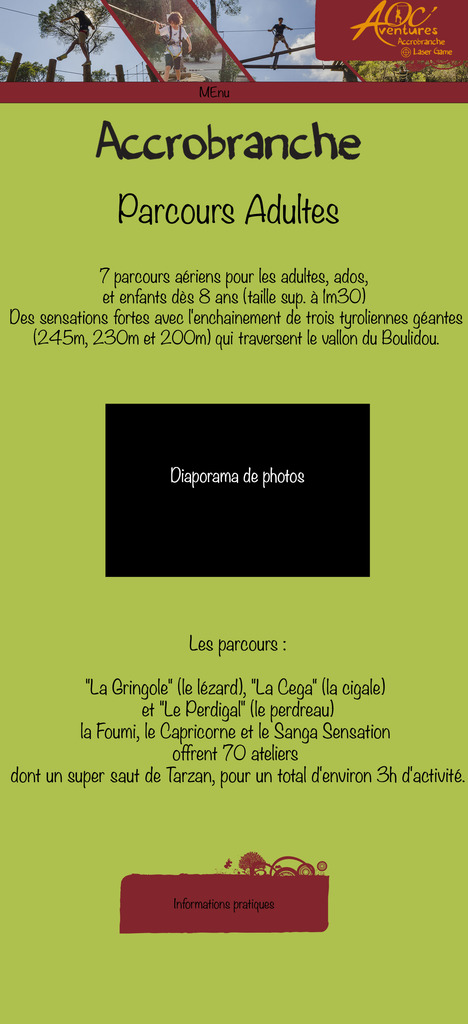 AOC'
Aventures
Accrobranche
@ Laser Game
MEnu
Accrobranche
Parcours Adultes
7 parcours aériens pour les adultes, ados,
et enfants dès 8 ans (taille sup. à 1m30)
Des sensations fortes avec l'enchainement de trois tyroliennes géantes
(245m, 230m et 200m) qui traversent le vallon du Boulidou.
Diaporama de photos
Les parcours :
"La Gringole" (le lézard), "La Cega" (la cigale)
et "Le Perdigal" (le perdreau)
la Foumi, le Capricorne et le Sanga Sensation
offrent 70 ateliers
dont un super saut de Tarzan, pour un total d'environ 3h d'activité.
Informations pratiques